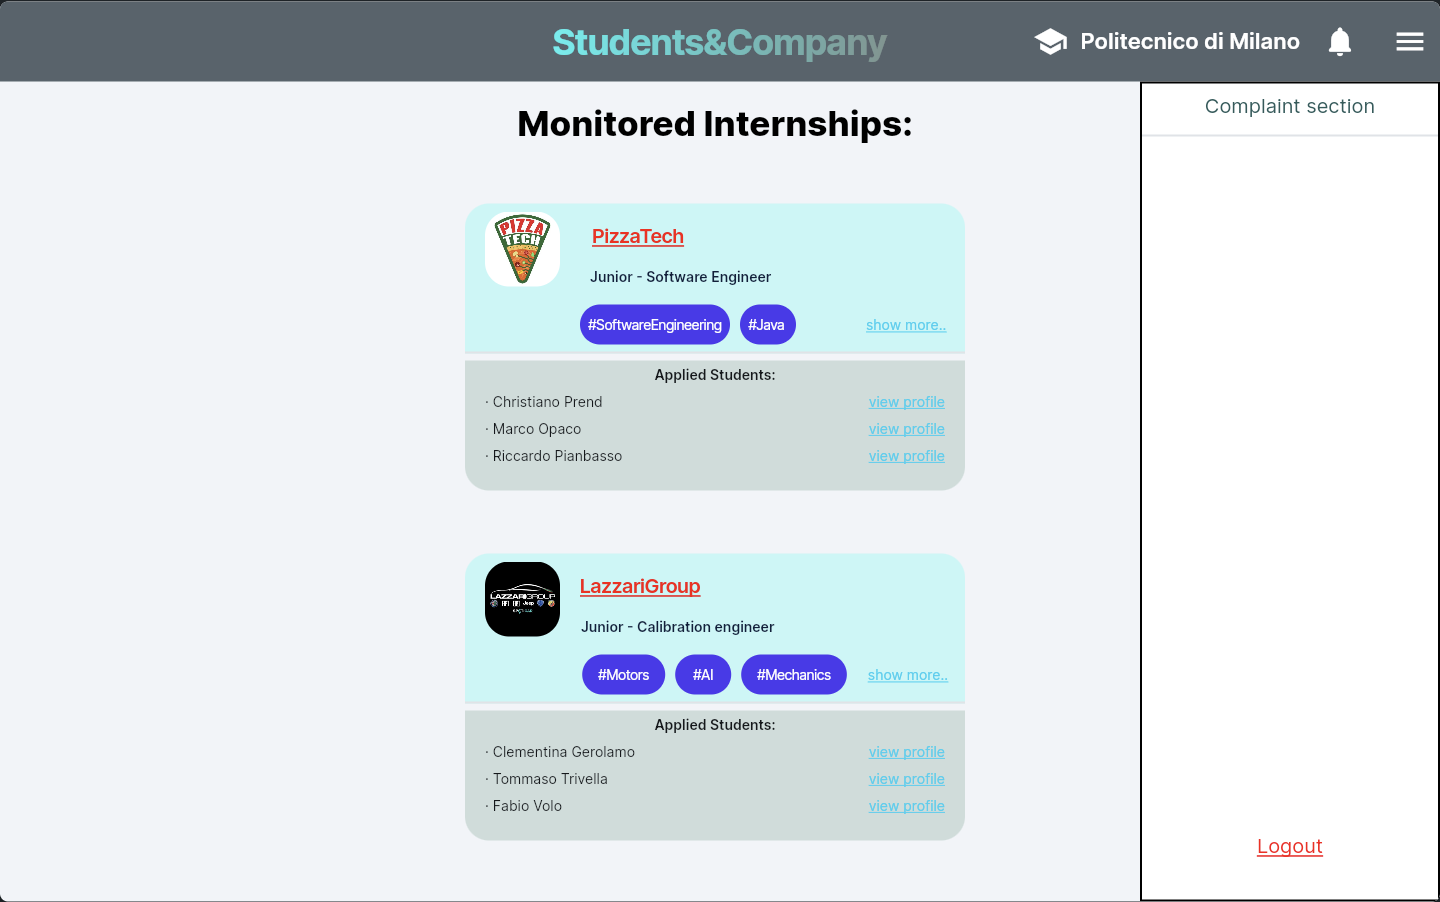 Students&Company
Politecnico di Milano
Complaint section
Monitored Internships:
PIZZA
TECH
PizzaTech
Junior - Software Engineer
#SoftwareEngineering #Java show more..
Applied Students:
· Christiano Prend view profile
· Marco Opaco view profile
· Riccardo Pianbasso view profile
LAZZARIGROUP
Jeep
LazzariGroup
Junior - Calibration engineer
#Motors #AI #Mechanics show more..
Applied Students:
· Clementina Gerolamo view profile
· Tommaso Trivella view profile
· Fabio Volo view profile
Logout